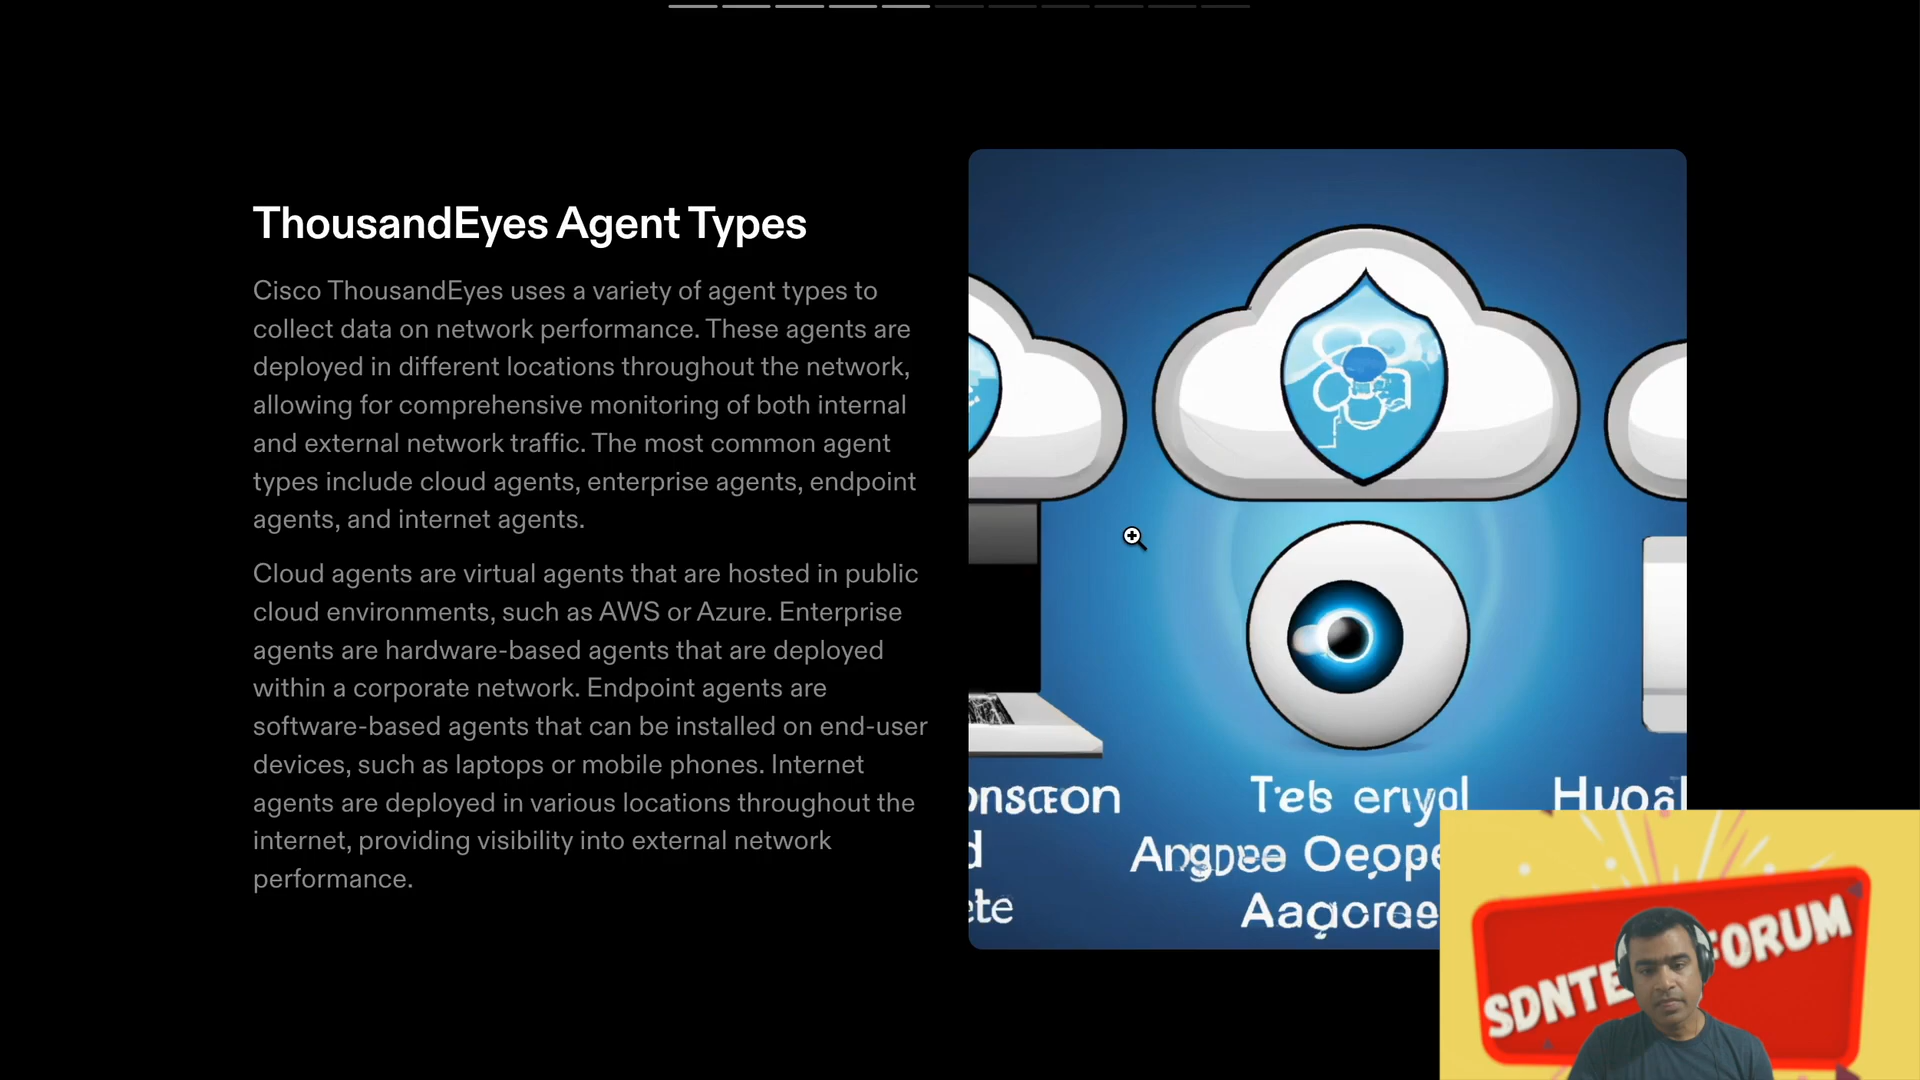 ThousandEyes Agent Types
Cisco ThousandEyes uses a variety of agent types to
collect data on network performance. These agents are
deployed in different locations throughout the network,
allowing for comprehensive monitoring of both internal
and external network traffic. The most common agent
types include cloud agents, enterprise agents, endpoint
agents, and internet agents.
Cloud agents are virtual agents that are hosted in public
cloud environments, such as AWS or Azure. Enterprise
agents are hardware-based agents that are deployed
within a corporate network. Endpoint agents are
software-based agents that can be installed on end-user
devices, such as laptops or mobile phones. Internet
agents are deployed in various locations throughout the
internet, providing visibility into external network
performance.